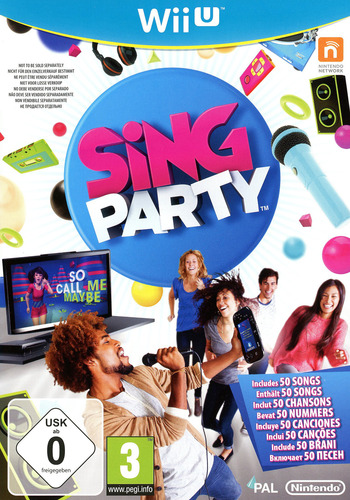 Wii U
NOT TO BE SOLD SEPARATELY
NICHT FÜR DEN EINZELVERKAUF BESTIMMT
NE PEUT ÊTRE VENDU SÉPARÉMENT
NIET VOOR LOSSE VERKOOP
NO DEBE VENDERSE POR SEPARADO
NÃO DEVE SER VENDIDO SEPARADAMENTE
NON VENDIBILE SEPARATAMENTE
НЕ ПРОДАЕТСЯ ОТДЕЛЬНО
NINTENDO
NETWORK
SiNG
PARTY™
SO
CALL ME
MAYBE
Includes 50 SONGS
Enthält 50 SONGS
Inclut 50 CHANSONS
Bevat 50 NUMMERS
Incluye 50 CANCIONES
Inclui 50 CANÇÕES
Include 50 BRANI
Включает 50 ПЕСЕН
USK
ab
0
freigegeben
3
www.pegi.info
PAL
Nintendo